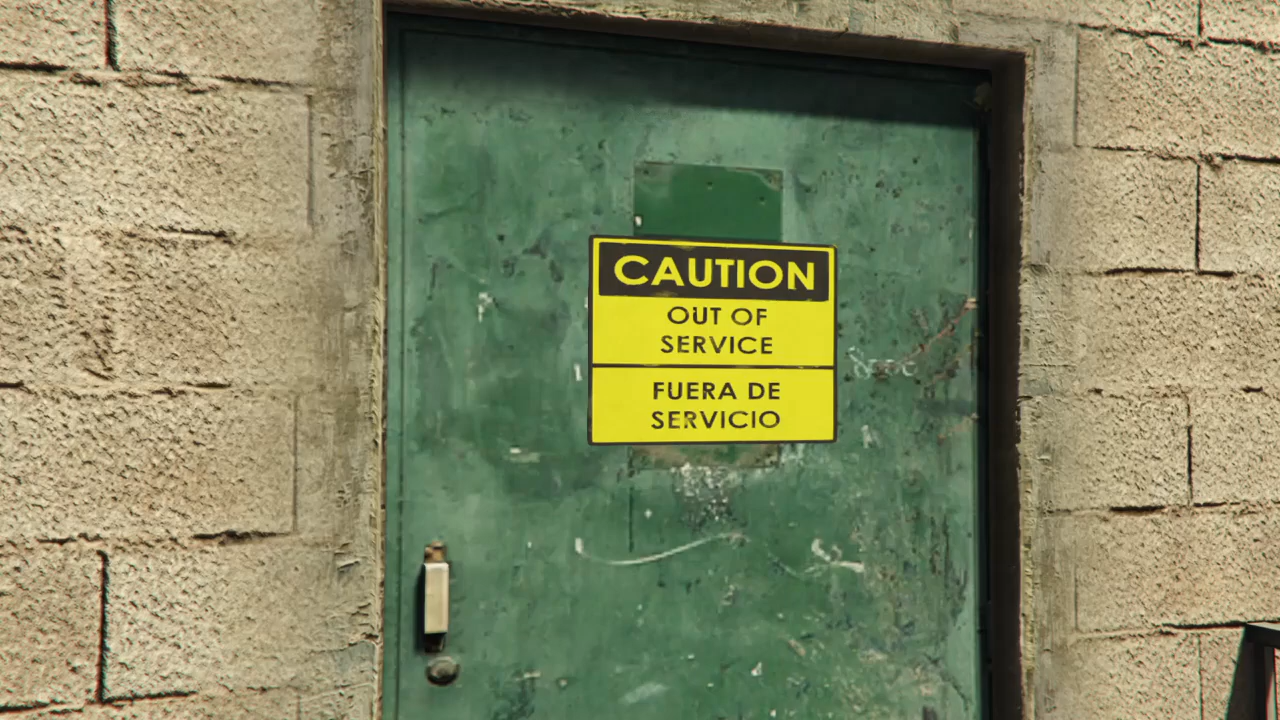 CAUTION
OUT OF
SERVICE
FUERA DE
SERVICIO